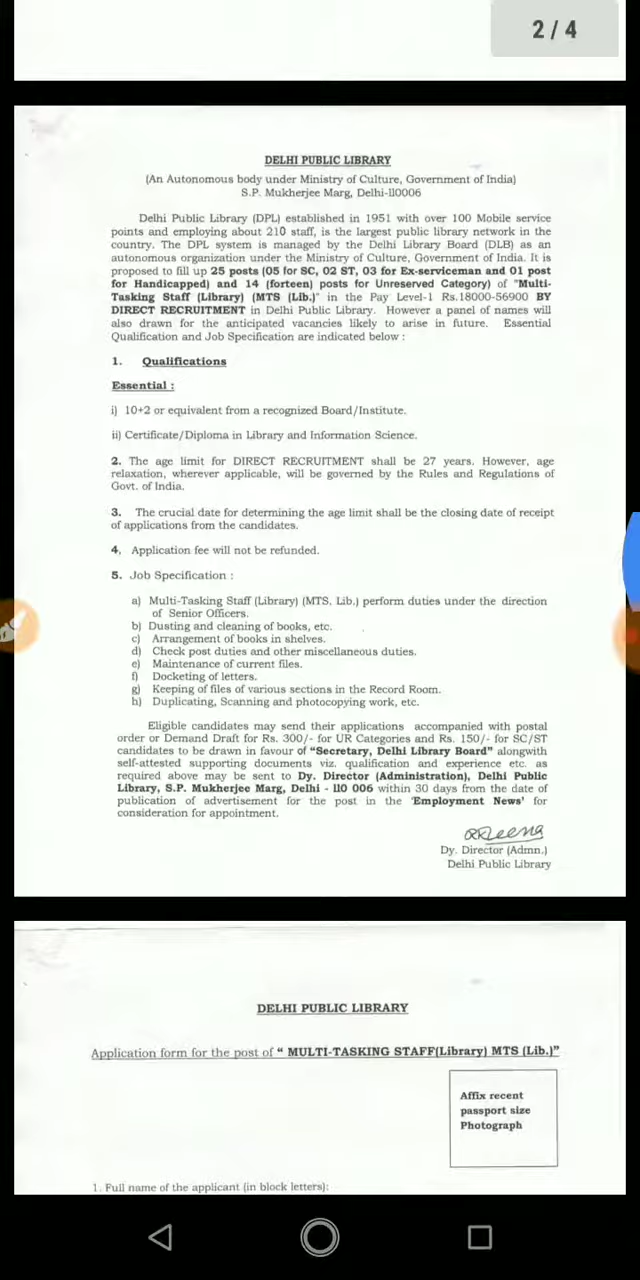 2 / 4
DELHI PUBLIC LIBRARY
(An Autonomous body under Ministry of Culture, Government of India)
S.P. Mukherjee Marg, Delhi-110006
Delhi Public Library (DPL) established in 1951 with over 100 Mobile service
points and employing about 210 staff, is the largest public library network in the
country. The DPL system is managed by the Delhi Library Board (DLB) as an
autonomous organization under the Ministry of Culture, Government of India. It is
proposed to fill up 25 posts (05 for SC, 02 ST, 03 for Ex-serviceman and 01 post
for Handicapped) and 14 (forteen) posts for Unreserved Category) of "Multi-
Tasking Staff (Library) (MTS (Lib.)" in the Pay Level-1 Rs.18000-56900 BY
DIRECT RECRUITMENT in Delhi Public Library. However a panel of names will
also drawn for the anticipated vacancies likely to arise in future. Essential
Qualification and Job Specification are indicated below :
1. Qualifications
Essential :
i) 10+2 or equivalent from a recognized Board/Institute.
ii) Certificate/Diploma in Library and Information Science.
2. The age limit for DIRECT RECRUITMENT shall be 27 years. However, age
relaxation, wherever applicable, will be governed by the Rules and Regulations of
Govt. of India.
3. The crucial date for determining the age limit shall be the closing date of receipt
of applications from the candidates.
4. Application fee will not be refunded.
5. Job Specification :
a) Multi-Tasking Staff (Library) (MTS. Lib.) perform duties under the direction
of Senior Officers.
b) Dusting and cleaning of books, etc.
c) Arrangement of books in shelves.
d) Check post duties and other miscellaneous duties.
e) Maintenance of current files.
f) Docketing of letters.
g) Keeping of files of various sections in the Record Room.
h) Duplicating, Scanning and photocopying work, etc.
Eligible candidates may send their applications accompanied with postal
order or Demand Draft for Rs. 300/- for UR Categories and Rs. 150/- for SC/ST
candidates to be drawn in favour of "Secretary, Delhi Library Board" alongwith
self-attested supporting documents viz. qualification and experience etc. as
required above may be sent to Dy. Director (Administration), Delhi Public
Library, S.P. Mukherjee Marg, Delhi - 110 006 within 30 days from the date of
publication of advertisement for the post in the 'Employment News' for
consideration for appointment.
Dy. Director (Admn.)
Delhi Public Library
DELHI PUBLIC LIBRARY
Application form for the post of " MULTI-TASKING STAFF(Library) MTS (Lib.)"
Affix recent
passport size
Photograph
1. Full name of the applicant (in block letters):